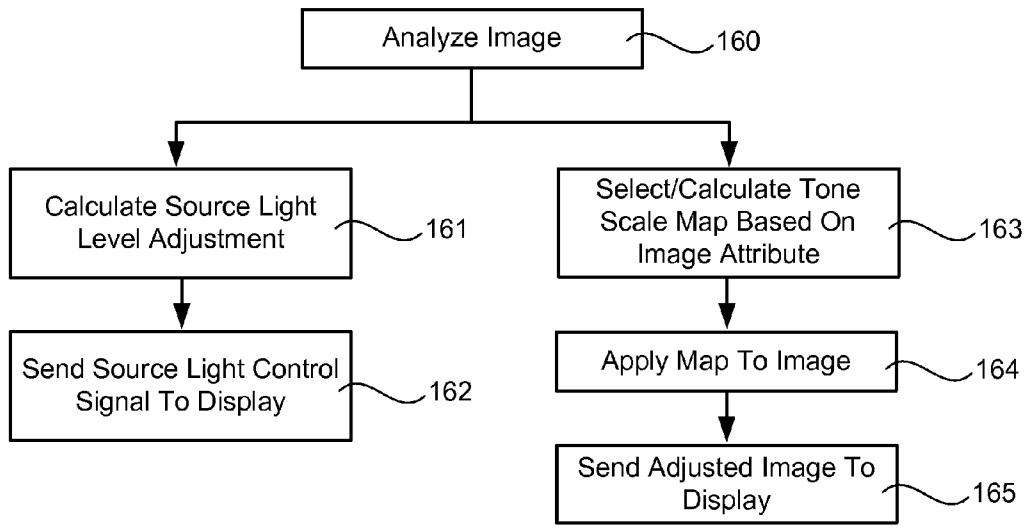 Analyze Image
160
Calculate Source Light
Level Adjustment
161
Send Source Light Control
Signal To Display
162
Select/Calculate Tone
Scale Map Based On
Image Attribute
163
Apply Map To Image
164
Send Adjusted Image To
Display
165